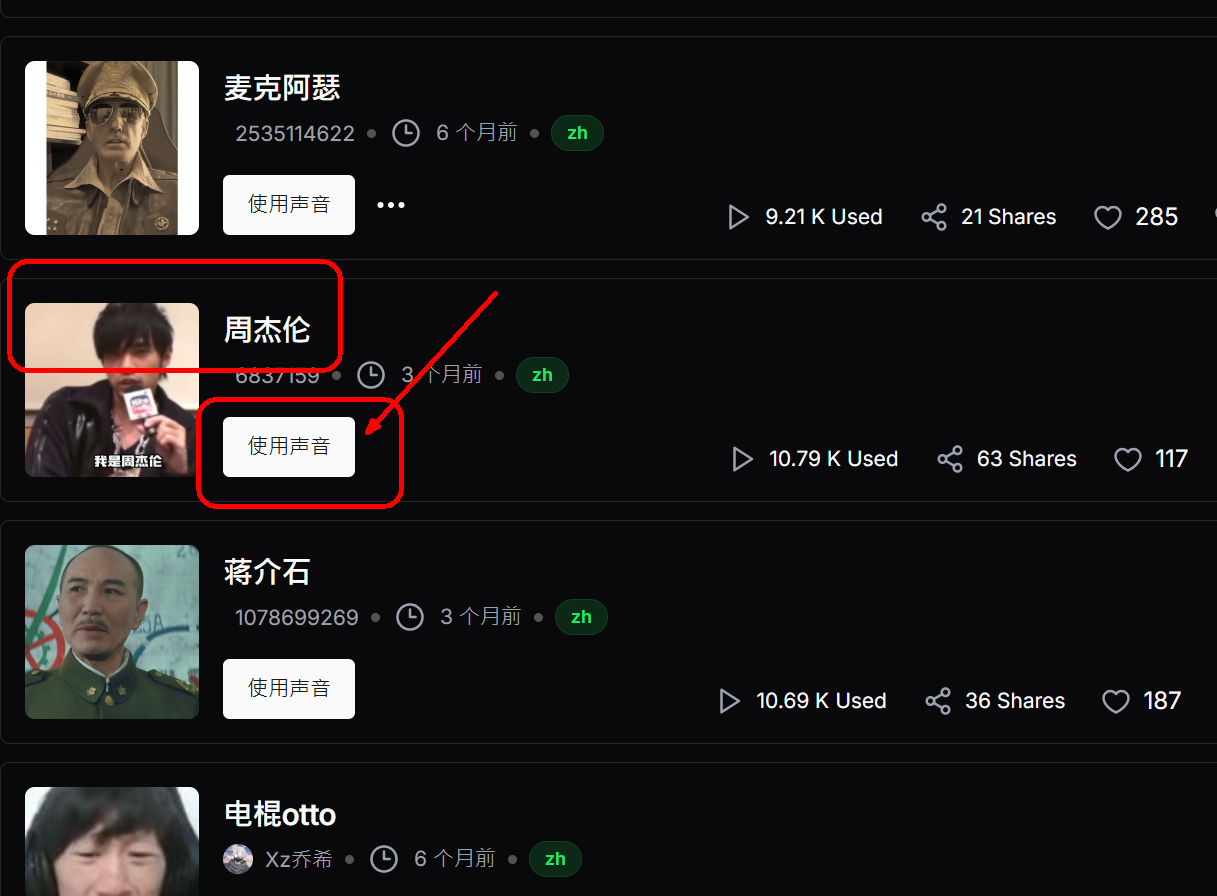 麦克阿瑟
2535114622 • 6 个月前 • zh
使用声音 •••
9.21 K Used 21 Shares 285
周杰伦
6837159 • 3 个月前 • zh
使用声音
我是周杰伦
10.79 K Used 63 Shares 117
蒋介石
1078699269 • 3 个月前 • zh
使用声音
10.69 K Used 36 Shares 187
电棍otto
Xz乔希 • 6 个月前 • zh